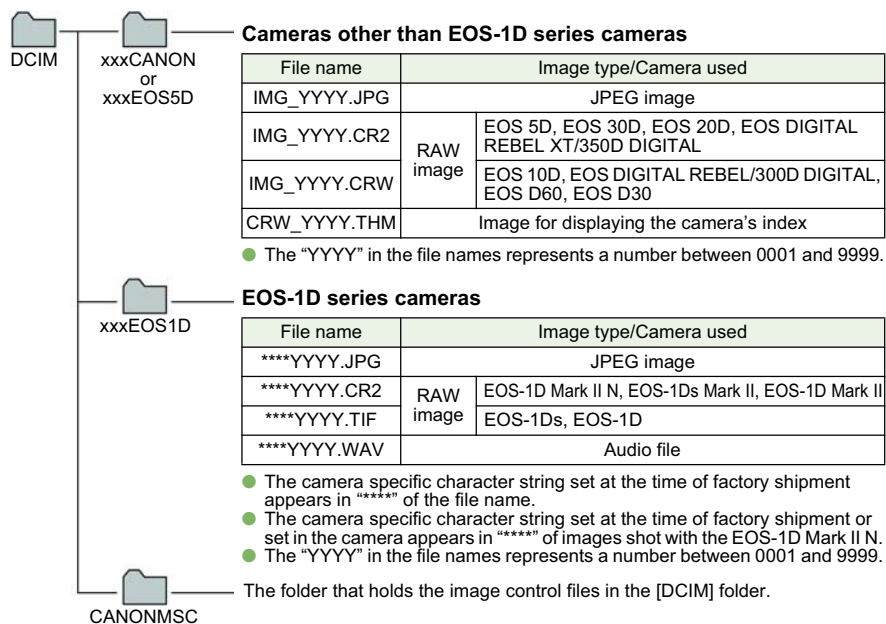 DCIM
xxxCANON
or
xxxEOS5D
Cameras other than EOS-1D series cameras
File name Image type/Camera used
IMG_YYYY.JPG JPEG image
IMG_YYYY.CR2 RAW image EOS 5D, EOS 30D, EOS 20D, EOS DIGITAL
REBEL XT/350D DIGITAL
IMG_YYYY.CRW EOS 10D, EOS DIGITAL REBEL/300D DIGITAL,
EOS D60, EOS D30
CRW_YYYY.THM Image for displaying the camera's index
● The “YYYY” in the file names represents a number between 0001 and 9999.
xxxEOS1D
EOS-1D series cameras
File name Image type/Camera used
****YYYY.JPG JPEG image
****YYYY.CR2 RAW image EOS-1D Mark II N, EOS-1Ds Mark II, EOS-1D Mark II
****YYYY.TIF EOS-1Ds, EOS-1D
****YYYY.WAV Audio file
● The camera specific character string set at the time of factory shipment
appears in “****” of the file name.
● The camera specific character string set at the time of factory shipment or
set in the camera appears in “****” of images shot with the EOS-1D Mark II N.
● The “YYYY” in the file names represents a number between 0001 and 9999.
CANONMSC
The folder that holds the image control files in the [DCIM] folder.